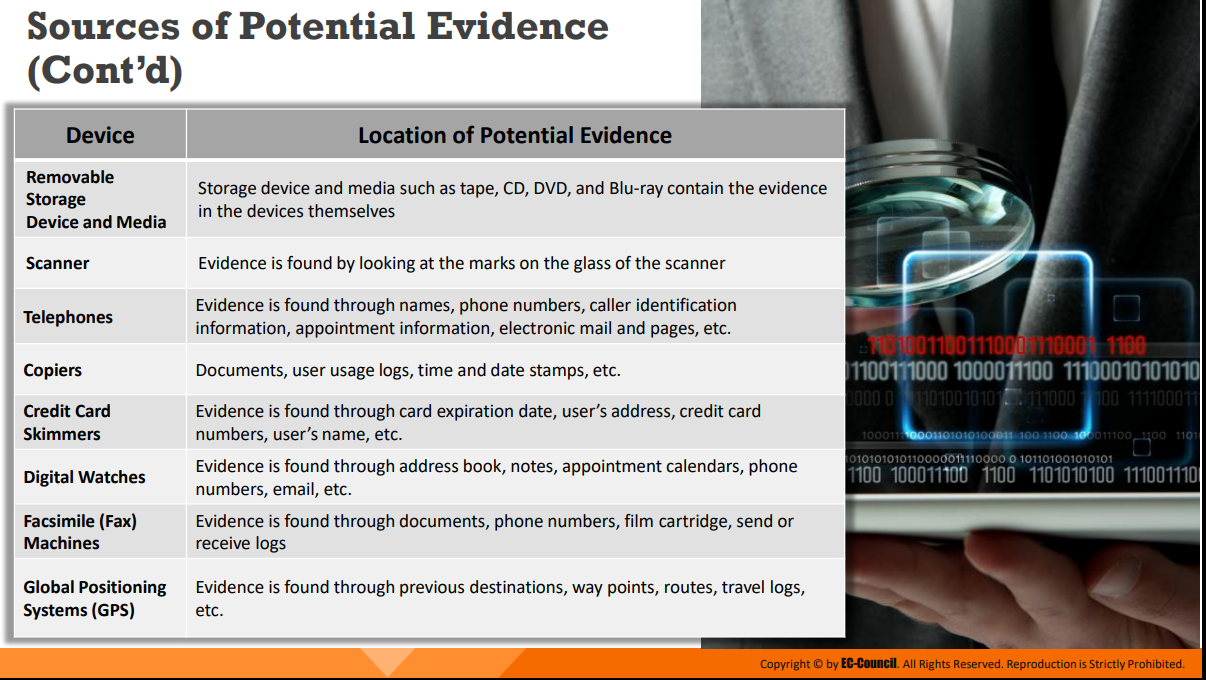 Sources of Potential Evidence
(Cont’d)
Device
Location of Potential Evidence
Removable
Storage
Device and Media
Storage device and media such as tape, CD, DVD, and Blu-ray contain the evidence
in the devices themselves
Scanner
Evidence is found by looking at the marks on the glass of the scanner
Telephones
Evidence is found through names, phone numbers, caller identification
information, appointment information, electronic mail and pages, etc.
Copiers
Documents, user usage logs, time and date stamps, etc.
Credit Card
Skimmers
Evidence is found through card expiration date, user’s address, credit card
numbers, user’s name, etc.
Digital Watches
Evidence is found through address book, notes, appointment calendars, phone
numbers, email, etc.
Facsimile (Fax)
Machines
Evidence is found through documents, phone numbers, film cartridge, send or
receive logs
Global Positioning
Systems (GPS)
Evidence is found through previous destinations, way points, routes, travel logs,
etc.
1100
1100 10001110 1100 1101010100 11100110
Copyright © by EC-Council. All Rights Reserved. Reproduction is Strictly Prohibited.